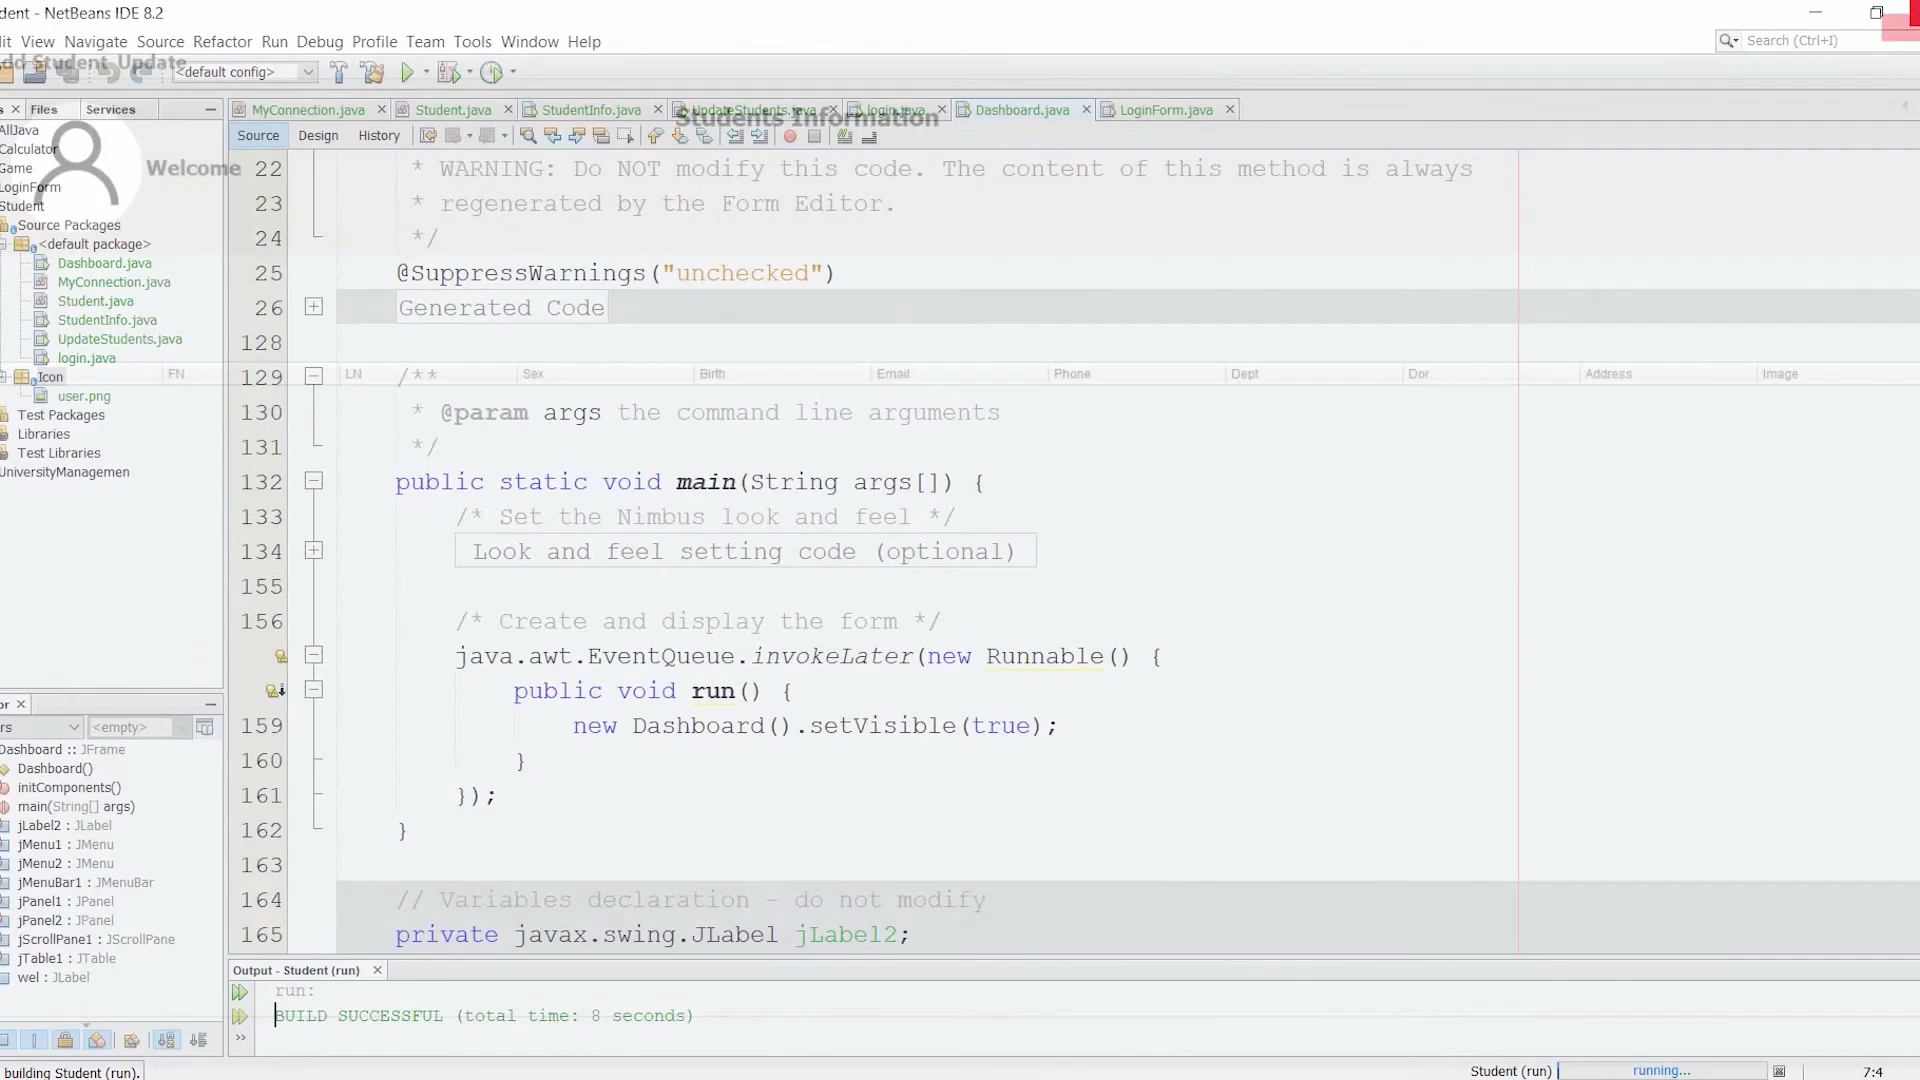 dent - NetBeans IDE 8.2
it View Navigate Source Refactor Run Debug Profile Team Tools Window Help
Search (Ctrl+I)
dd Student Update
<default config>
s Files Services
MyConnection.java Student.java StudentInfo.java UpdateStudents.java login.java Dashboard.java LoginForm.java
Students Information
Source Design History
AllJava
Calculator
Game
LoginForm
Student
Source Packages
<default package>
Dashboard.java
MyConnection.java
Student.java
StudentInfo.java
UpdateStudents.java
login.java
Icon
user.png
Test Packages
Libraries
Test Libraries
UniversityManagemen
Welcome
22 * WARNING: Do NOT modify this code. The content of this method is always
23 * regenerated by the Form Editor.
24 */
25 @SuppressWarnings("unchecked")
26 Generated Code
128
FN LN Sex Birth Email Phone Dept Dor Address Image
129 /**
130 * @param args the command line arguments
131 */
132 public static void main(String args[]) {
133 /* Set the Nimbus look and feel */
134 Look and feel setting code (optional)
155
156 /* Create and display the form */
java.awt.EventQueue.invokeLater(new Runnable() {
public void run() {
159 new Dashboard().setVisible(true);
160 }
161 });
162 }
163
164 // Variables declaration - do not modify
165 private javax.swing.JLabel jLabel2;
or
rs <empty>
Dashboard :: JFrame
Dashboard()
initComponents()
main(String[] args)
jLabel2 : JLabel
jMenu1 : JMenu
jMenu2 : JMenu
jMenuBar1 : JMenuBar
jPanel1 : JPanel
jPanel2 : JPanel
jScrollPane1 : JScrollPane
jTable1 : JTable
wel : JLabel
Output - Student (run)
run:
BUILD SUCCESSFUL (total time: 8 seconds)
building Student (run).
Student (run) running... 7:4